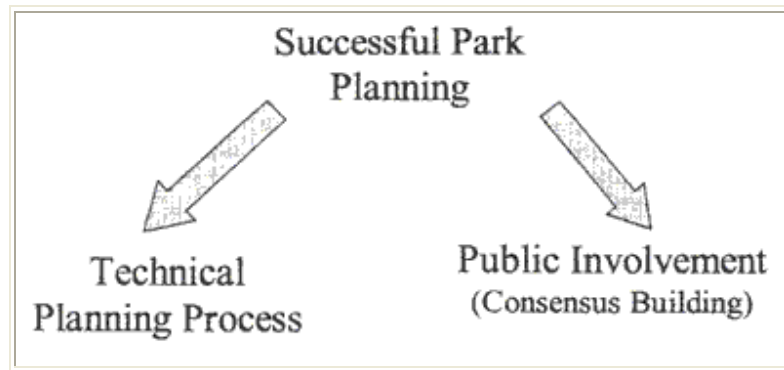 Successful Park
Planning
Technical
Planning Process
Public Involvement
(Consensus Building)